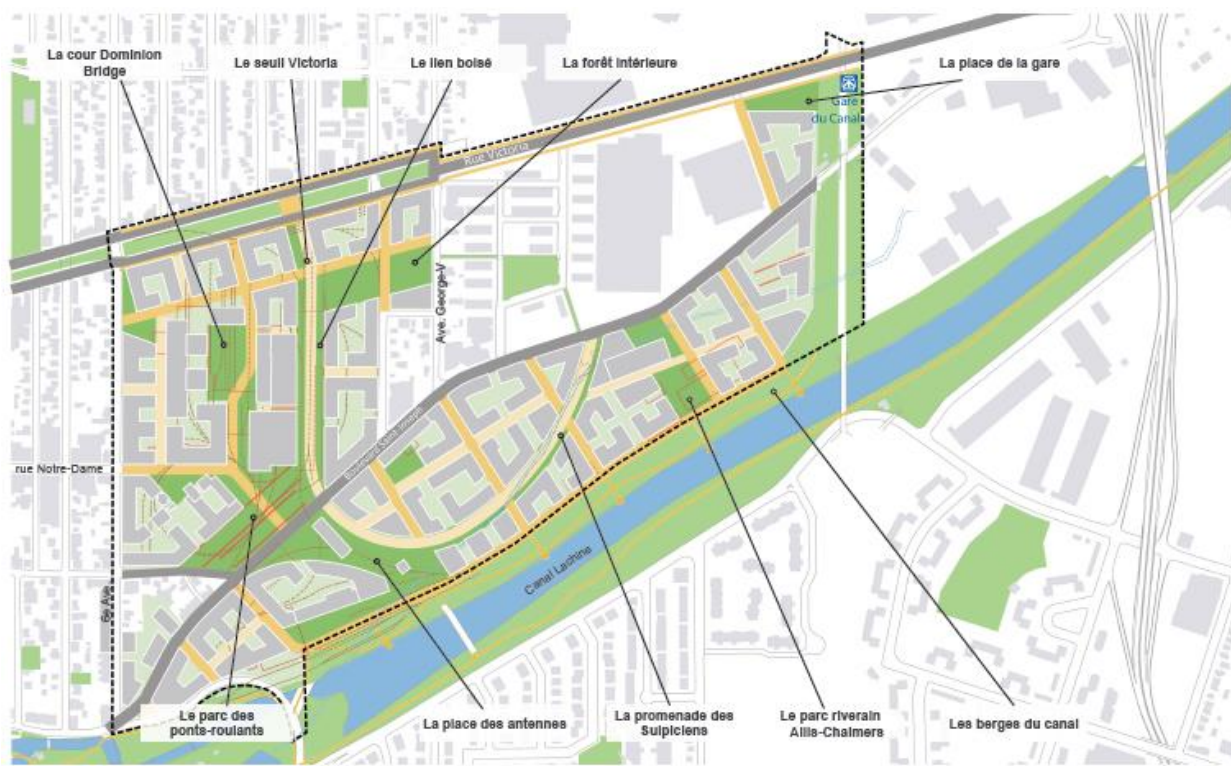 La cour Dominion
Bridge
Le seuil Victoria
Le lien boisé
La forêt intérieure
La place de la gare
Gare
du Canal
Rue Victoria
Ave. George-V
Boulevard Saint-Joseph
rue Notre-Dame
6e Ave
Canal Lachine
Le parc des
ponts-roulants
La place des antennes
La promenade des
Sulpiciens
Le parc riverain
Allis-Chalmers
Les berges du canal